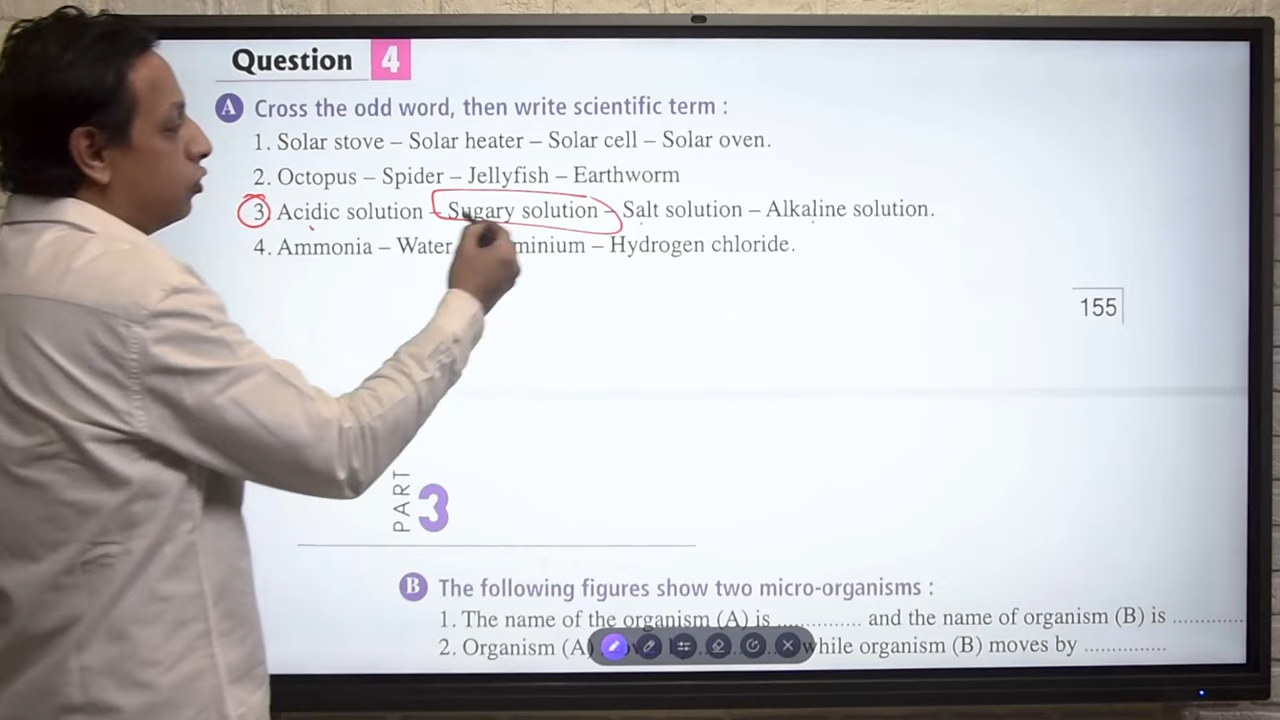 Question 4
A Cross the odd word, then write scientific term :
1. Solar stove – Solar heater – Solar cell – Solar oven.
2. Octopus – Spider – Jellyfish – Earthworm
3. Acidic solution – Sugary solution – Salt solution – Alkaline solution.
4. Ammonia – Water – Hydrogen chloride.
155
PART 3
B The following figures show two micro-organisms :
1. The name of the organism (A) is .............. and the name of organism (B) is .............
2. Organism (A) while organism (B) moves by ...............